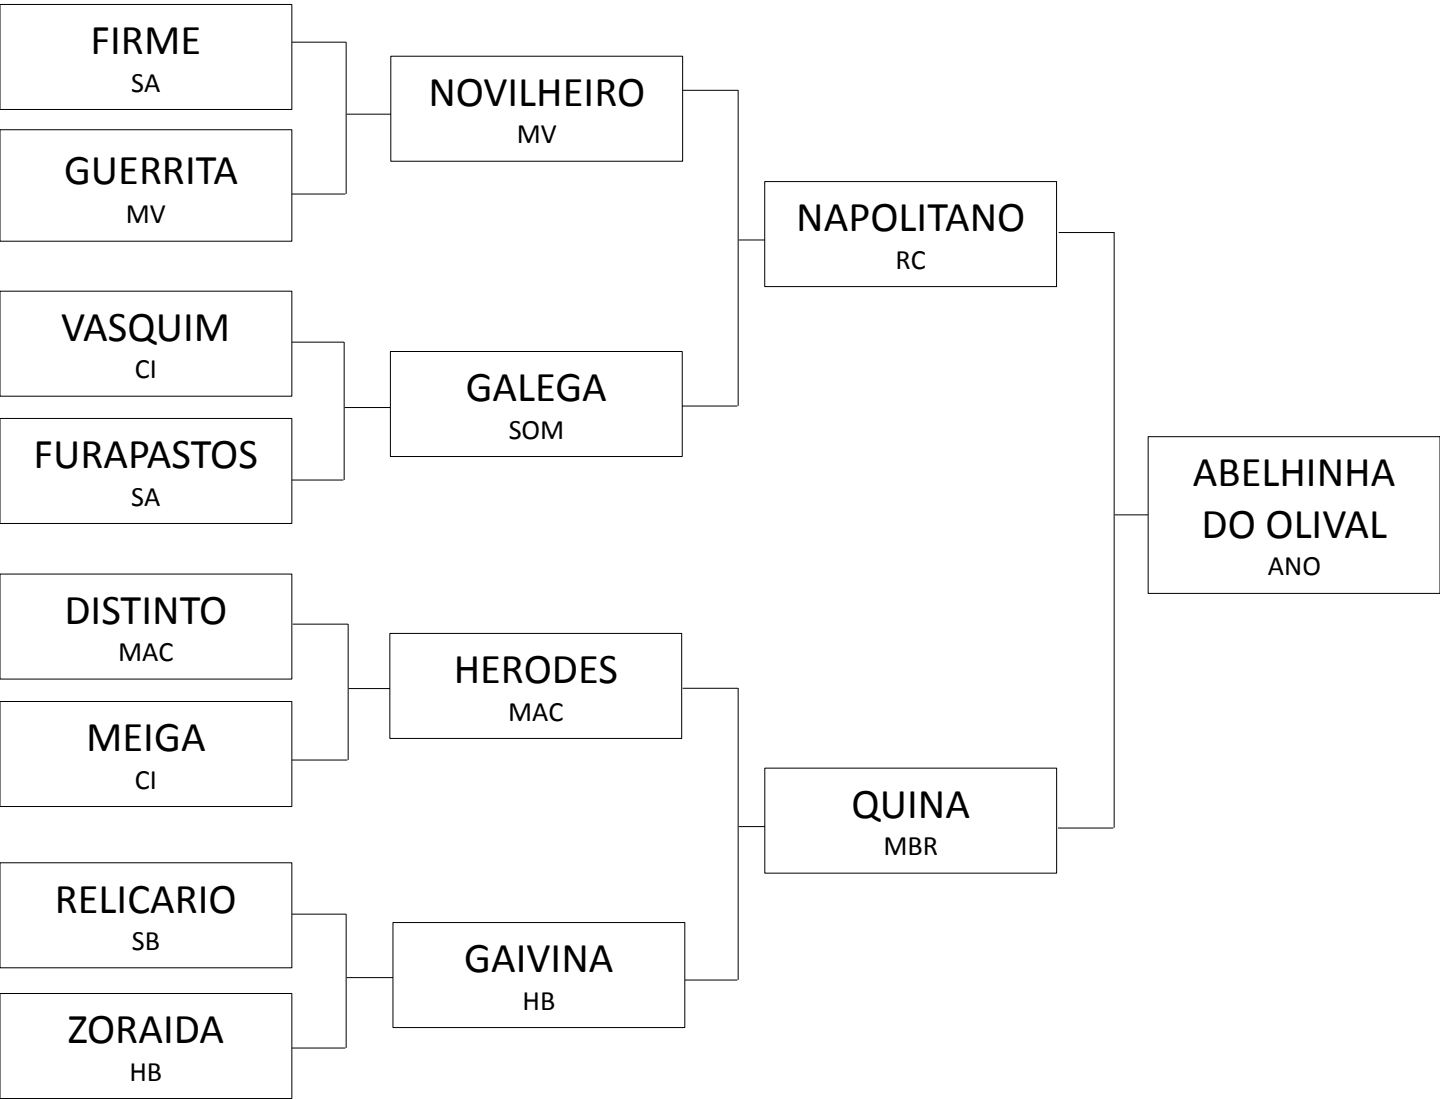 FIRME
SA
GUERRITA
MV
VASQUIM
CI
FURAPASTOS
SA
DISTINTO
MAC
MEIGA
CI
RELICARIO
SB
ZORAIDA
HB
NOVILHEIRO
MV
GALEGA
SOM
HERODES
MAC
GAIVINA
HB
NAPOLITANO
RC
QUINA
MBR
ABELHINHA
DO OLIVAL
ANO